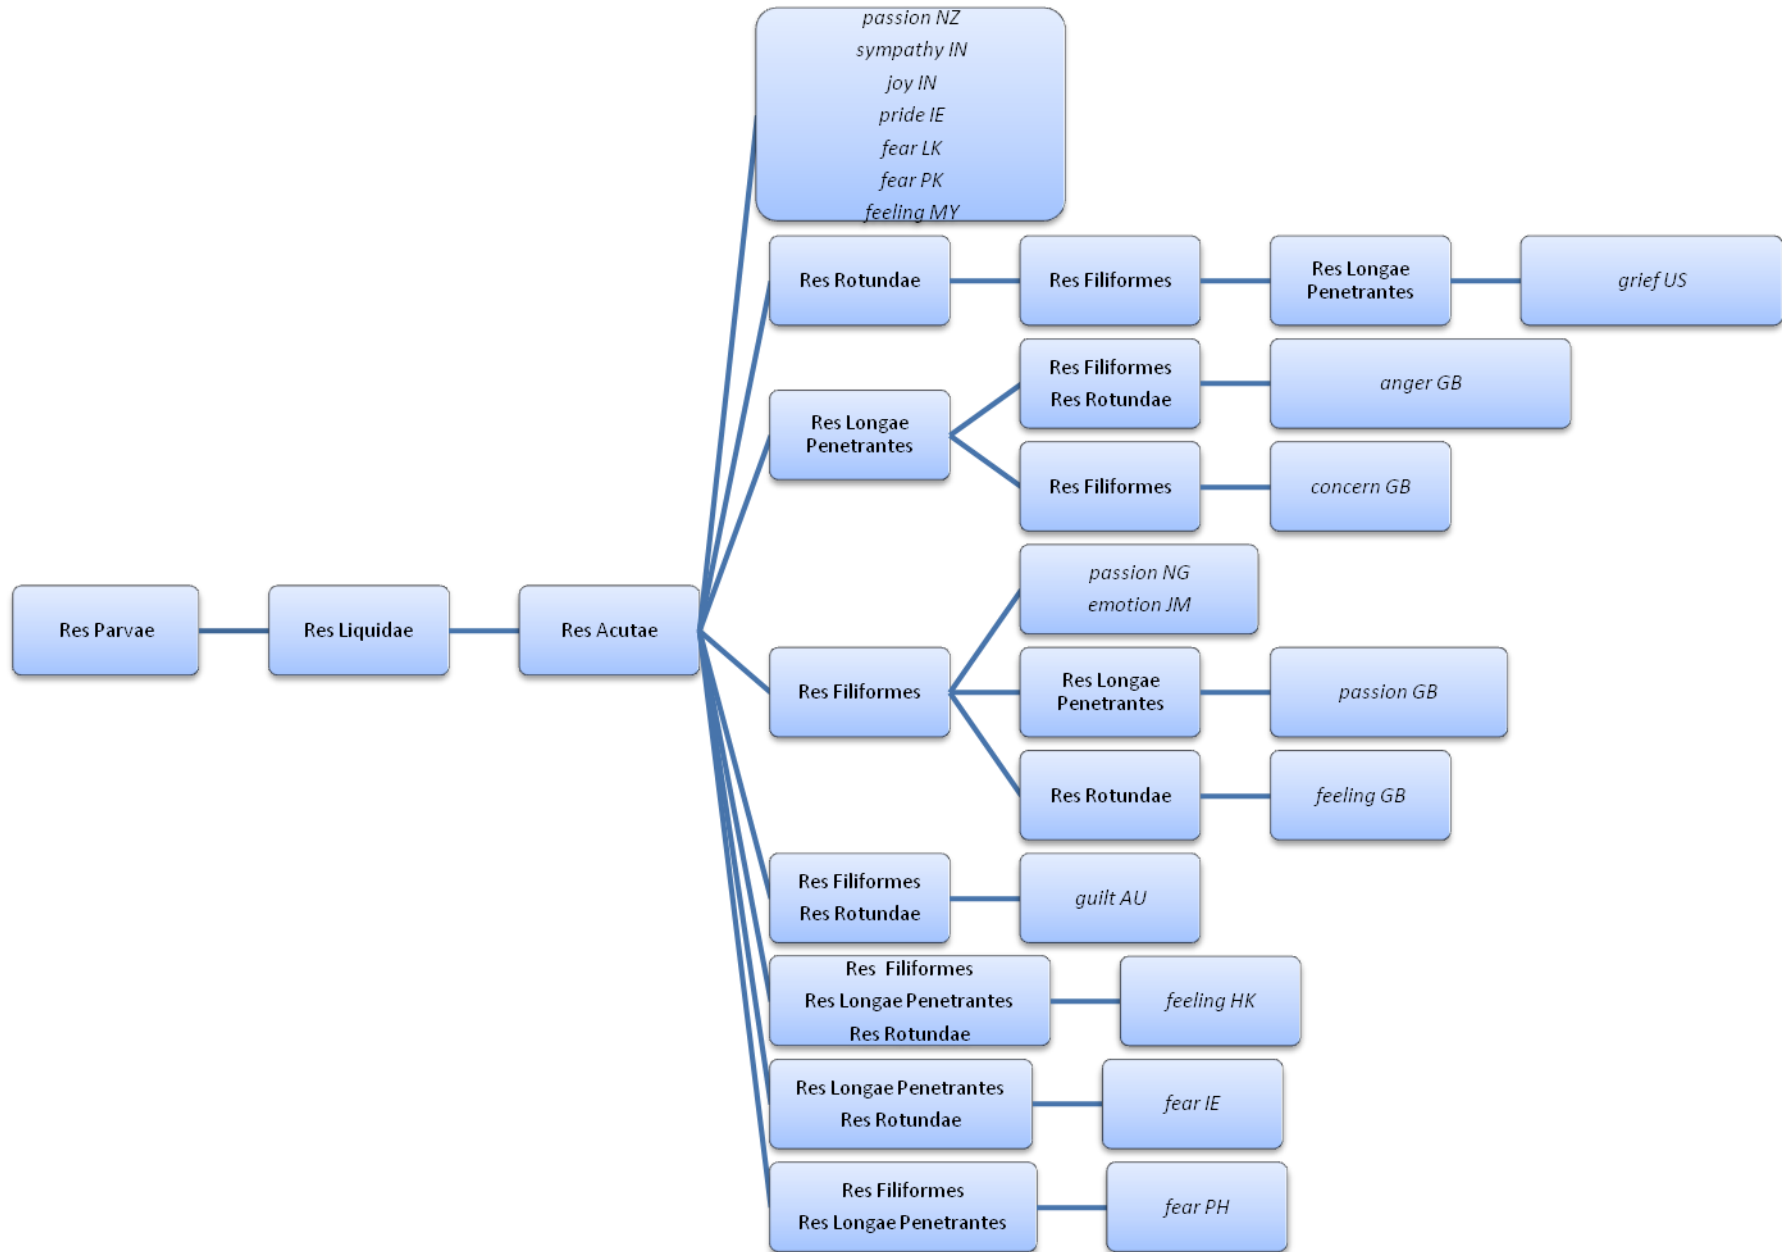 passion NZ
sympathy IN
joy IN
pride IE
fear LK
fear PK
feeling MY
Res Rotundae
Res Filiformes
Res Longae
Penetrantes
grief US
Res Longae
Penetrantes
Res Filiformes
Res Rotundae
anger GB
Res Filiformes
concern GB
Res Parvae
Res Liquidae
Res Acutae
Res Filiformes
passion NG
emotion JM
Res Longae
Penetrantes
passion GB
Res Rotundae
feeling GB
Res Filiformes
Res Rotundae
guilt AU
Res Filiformes
Res Longae Penetrantes
Res Rotundae
feeling HK
Res Longae Penetrantes
Res Rotundae
fear IE
Res Filiformes
Res Longae Penetrantes
fear PH